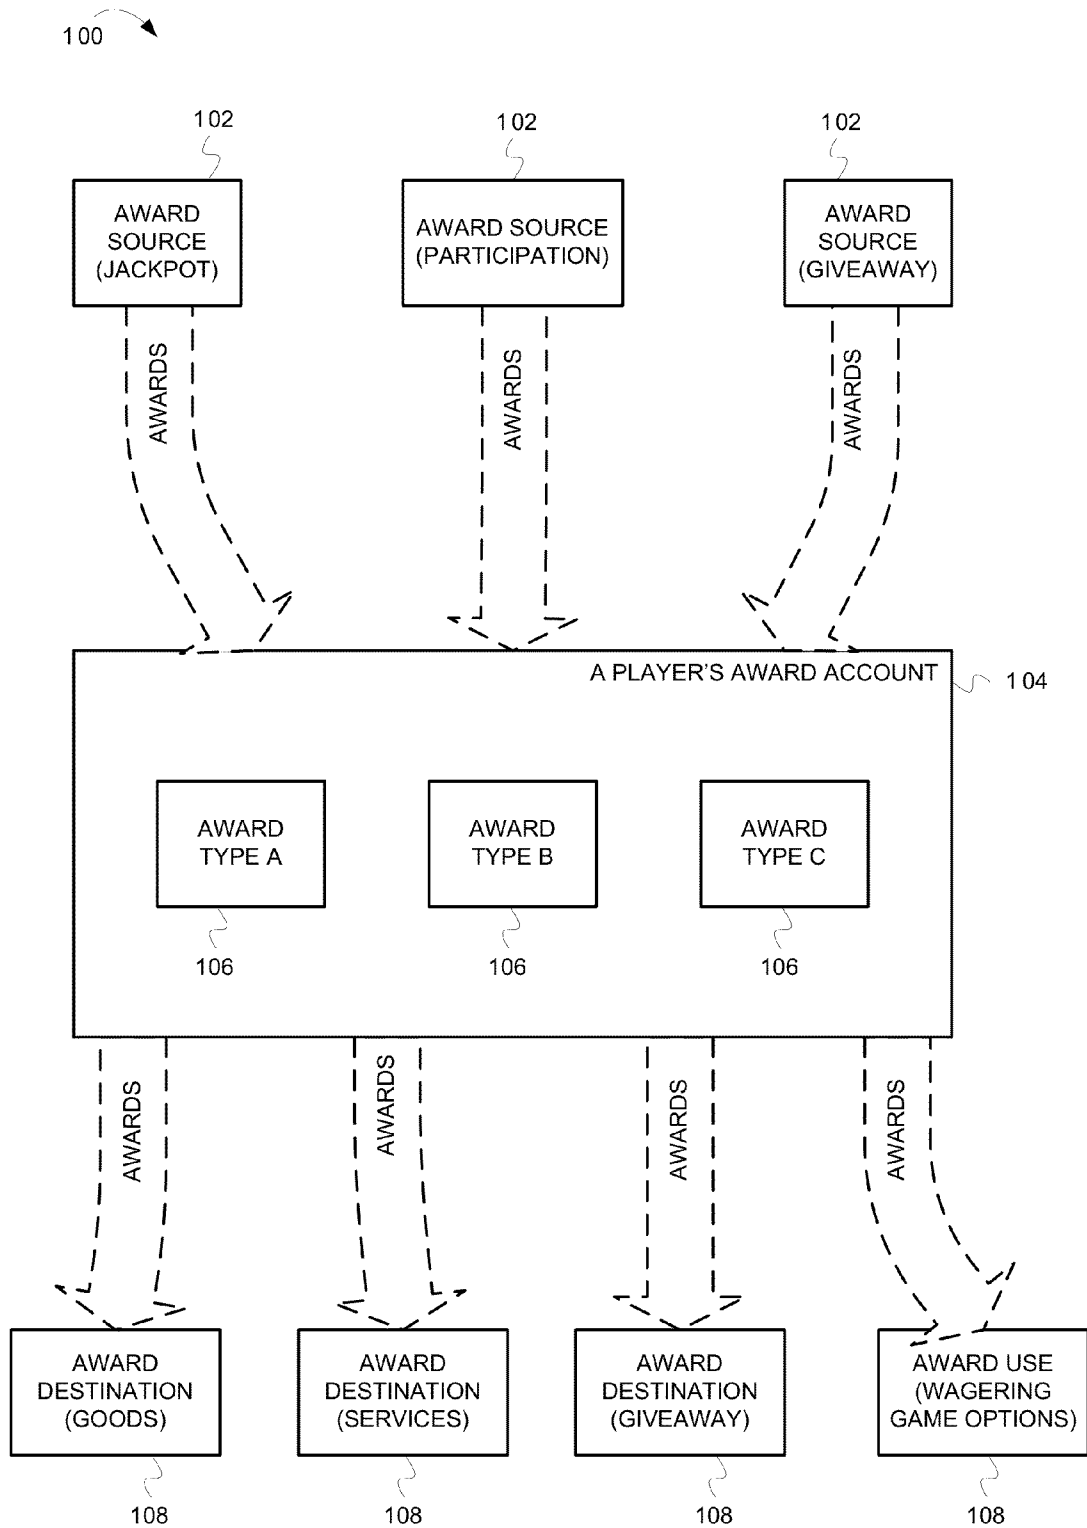 100
102
102
102
AWARD
SOURCE
(JACKPOT)
AWARD SOURCE
(PARTICIPATION)
AWARD
SOURCE
(GIVEAWAY)
AWARDS
AWARDS
AWARDS
A PLAYER'S AWARD ACCOUNT
104
AWARD
TYPE A
AWARD
TYPE B
AWARD
TYPE C
106
106
106
AWARDS
AWARDS
AWARDS
AWARDS
AWARD
DESTINATION
(GOODS)
AWARD
DESTINATION
(SERVICES)
AWARD
DESTINATION
(GIVEAWAY)
AWARD USE
(WAGERING
GAME OPTIONS)
108
108
108
108